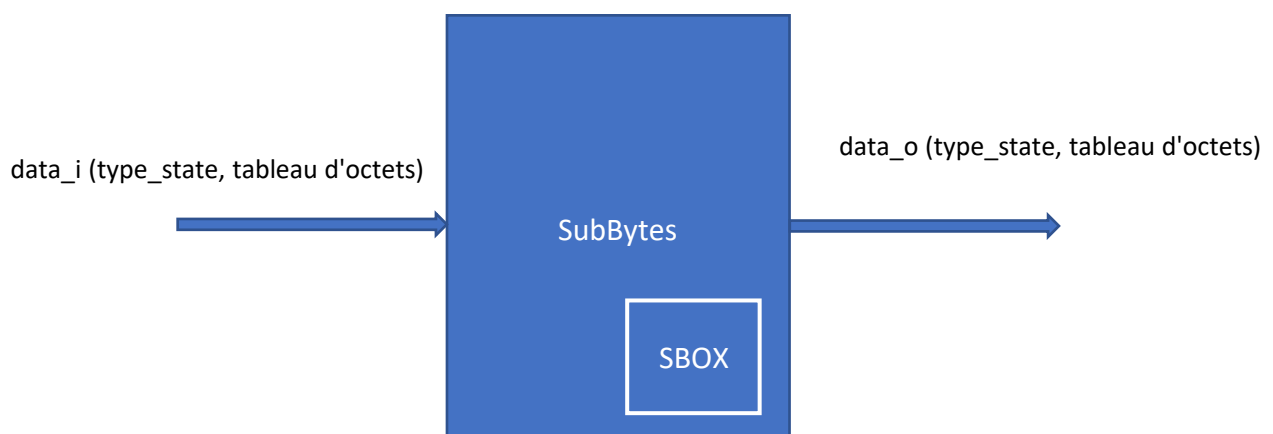 data_i (type_state, tableau d'octets)
data_o (type_state, tableau d'octets)
SubBytes
SBOX